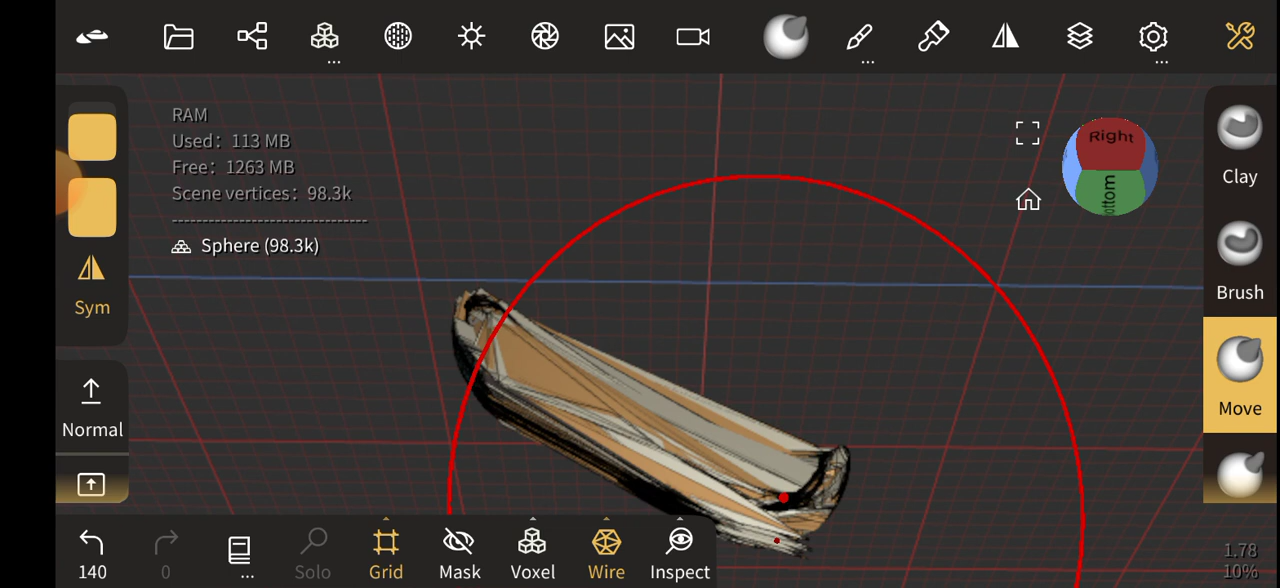 RAM
Used: 113 MB
Free: 1263 MB
Scene vertices: 98.3k
--------------------------------
Sphere (98.3k)
Right
ottom
Sym
Normal
Clay
Brush
Move
140
0
...
Solo
Grid
Mask
Voxel
Wire
Inspect
1.78
10%